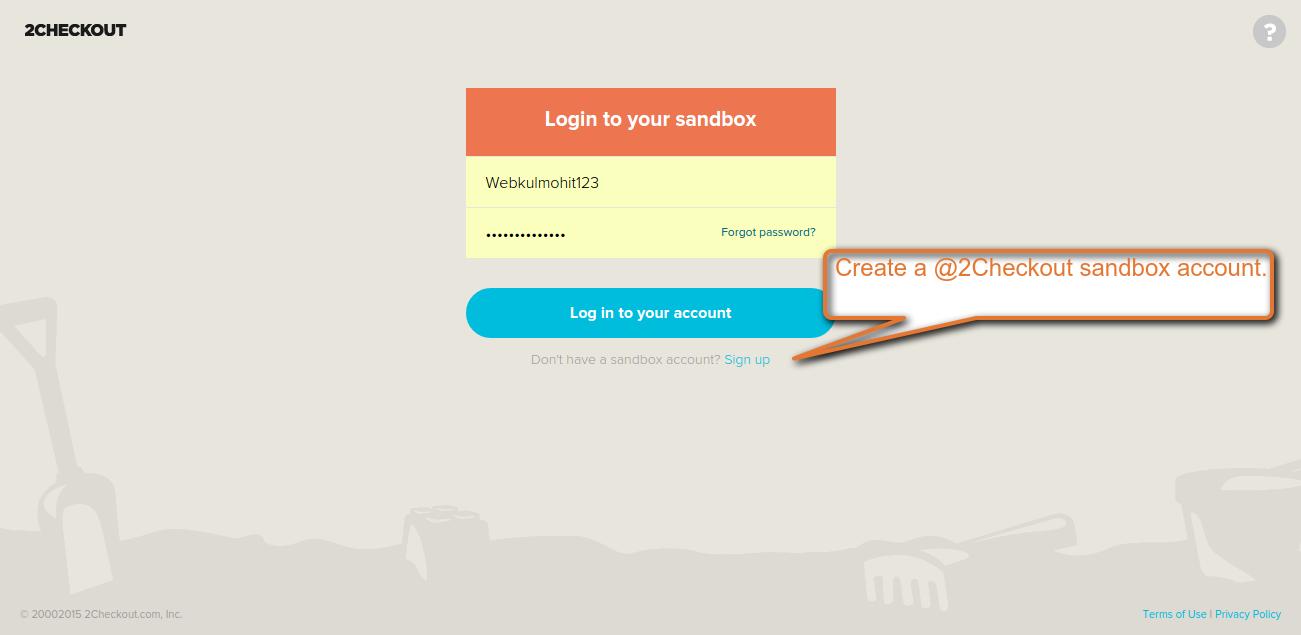 2CHECKOUT
?
Login to your sandbox
Webkulmohit123
••••••••••••••
Forgot password?
Create a @2Checkout sandbox account.
Log in to your account
Don't have a sandbox account? Sign up
© 20002015 2Checkout.com, Inc.
Terms of Use | Privacy Policy